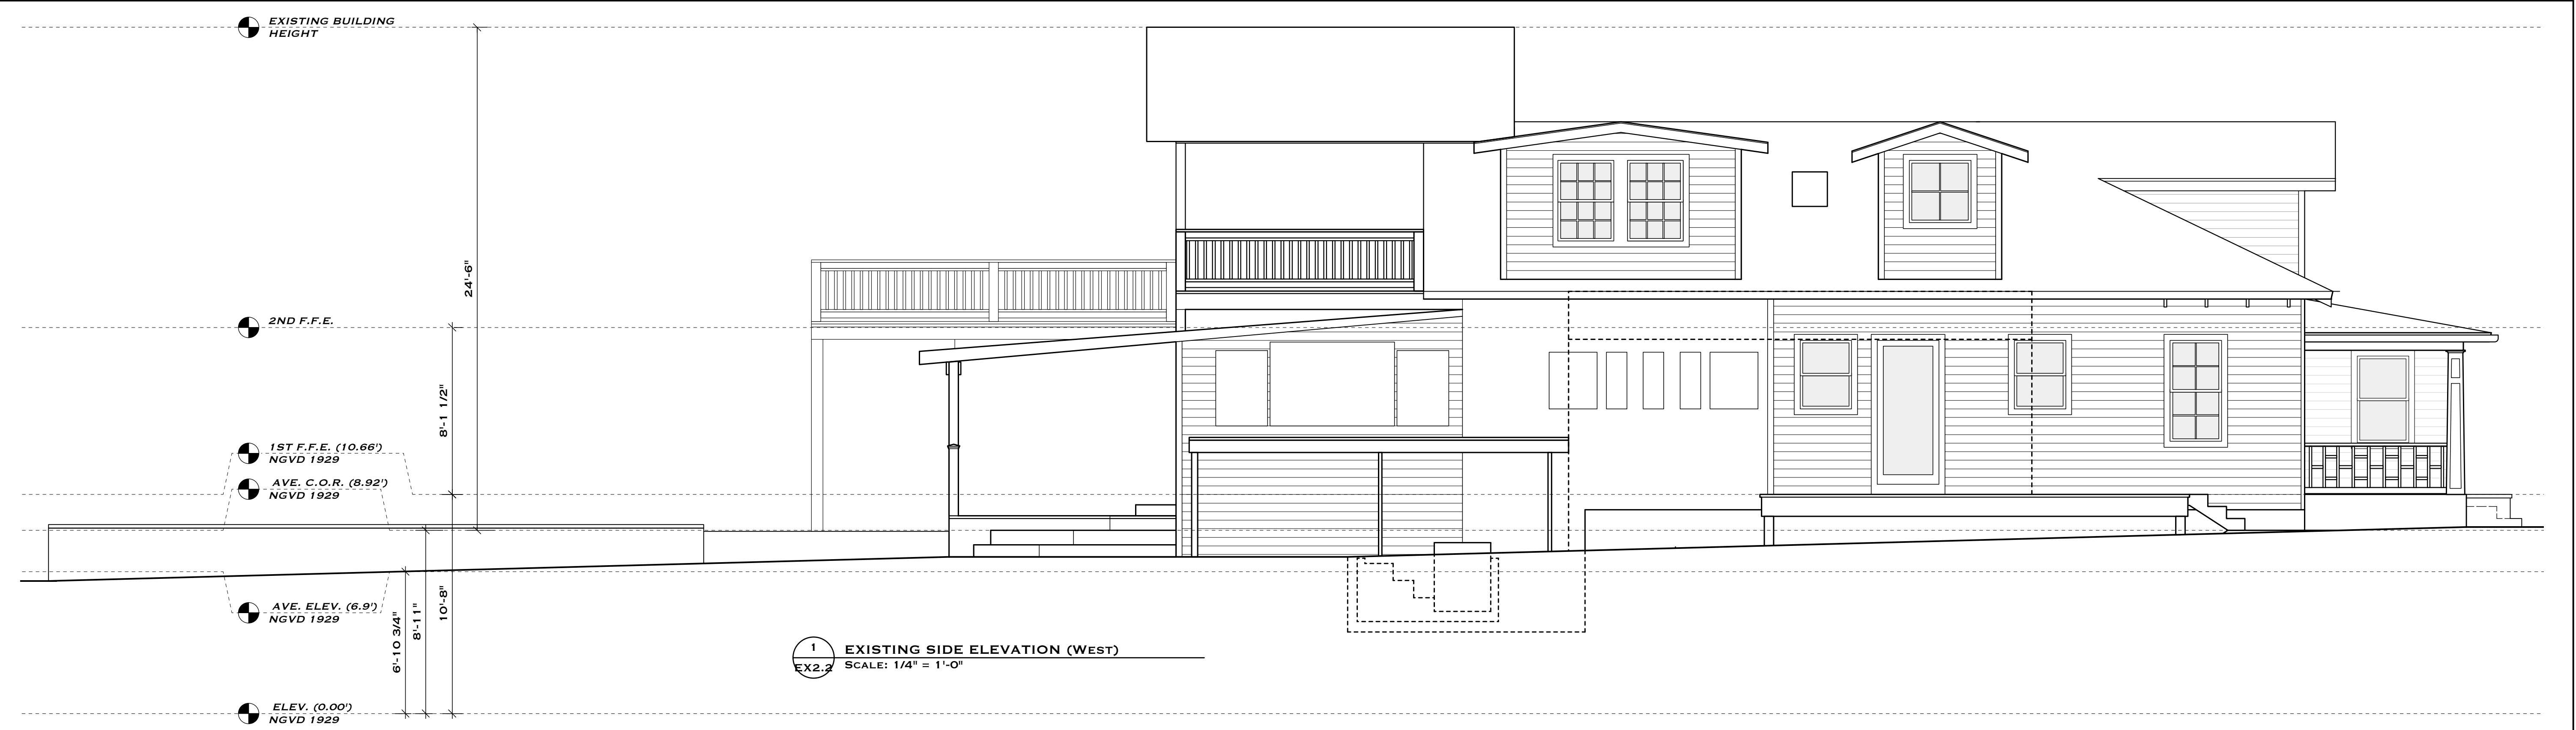 EXISTING BUILDING
HEIGHT
24'-6"
2ND F.F.E.
8'-1 1/2"
1ST F.F.E. (10.66')
NGVD 1929
AVE. C.O.R. (8.92')
NGVD 1929
AVE. ELEV. (6.9')
NGVD 1929
6'-10 3/4"
8'-11"
10'-8"
1
EX2.2
EXISTING SIDE ELEVATION (WEST)
SCALE: 1/4" = 1'-0"
ELEV. (0.00')
NGVD 1929